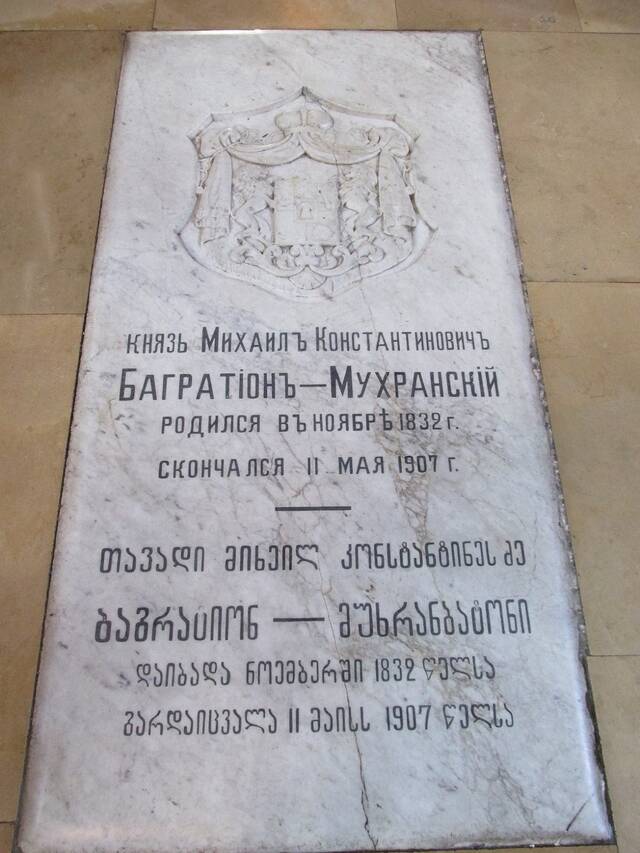 князь Михаилъ Константиновичъ
Багратіонъ—Мухранскій
родился въ ноябрѣ 1832 г.
скончался 11 мая 1907 г.
თავადი მიხეილ კონსტანტინეს ძე
ბაგრატიონ — მუხრანბატონი
დაიბადა ნოემბერში 1832 წელსა
გარდაიცვალა 11 მაისს 1907 წელსა